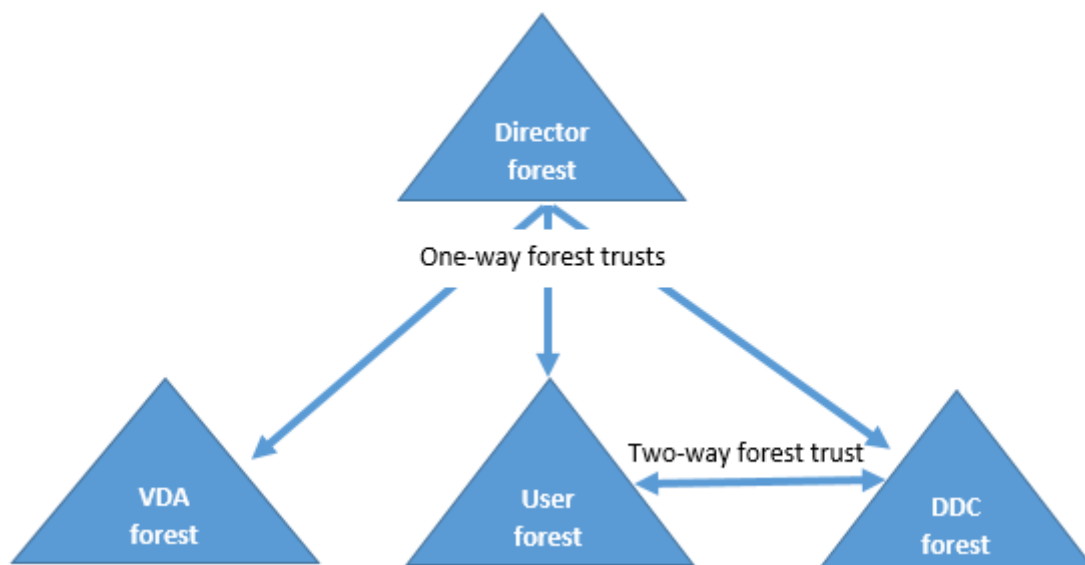 Director
forest
One-way forest trusts
Two-way forest trust
VDA
forest
User
forest
DDC
forest